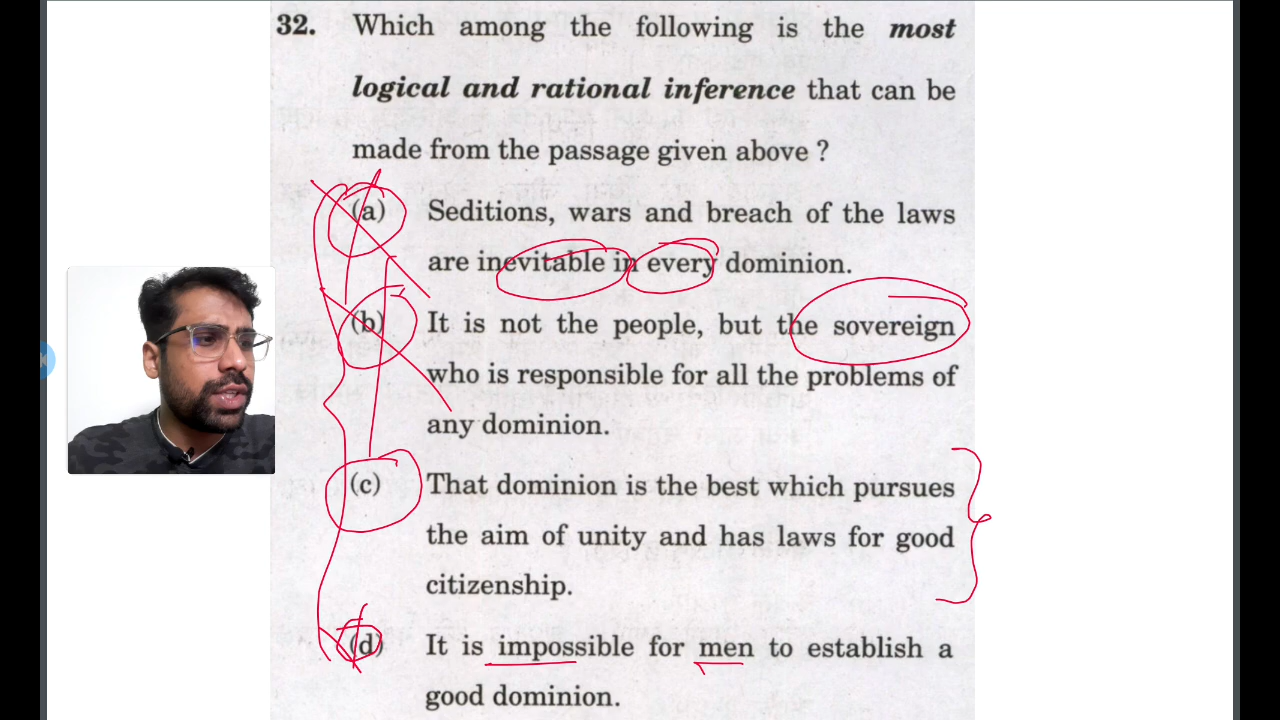 32. Which among the following is the most
logical and rational inference that can be
made from the passage given above ?
(a) Seditions, wars and breach of the laws
are inevitable in every dominion.
(b) It is not the people, but the sovereign
who is responsible for all the problems of
any dominion.
(c) That dominion is the best which pursues
the aim of unity and has laws for good
citizenship.
(d) It is impossible for men to establish a
good dominion.